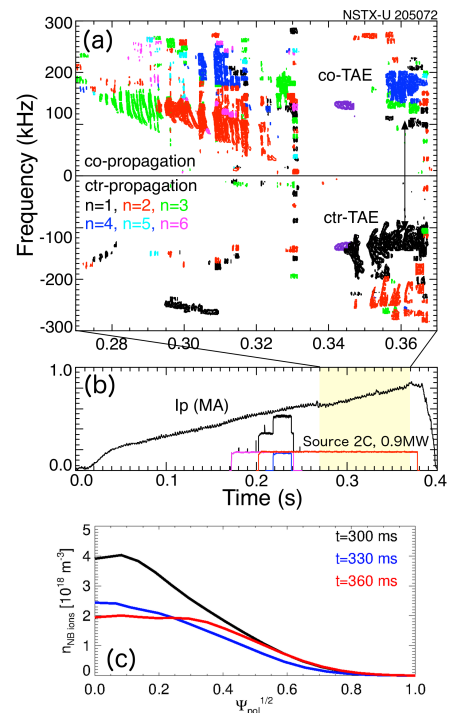 NSTX-U 205072
(a)
300
200
100
0
-100
-200
-300
Frequency (kHz)
co-TAE
co-propagation
ctr-propagation
n=1, n=2, n=3
n=4, n=5, n=6
ctr-TAE
0.28 0.30 0.32 0.34 0.36
(b)
1.0
0.0
Ip (MA)
Source 2C, 0.9MW
0.0 0.1 0.2 0.3 0.4
Time (s)
5
4
3
2
1
0
n NB ions [10^18 m^-3]
t=300 ms
t=330 ms
t=360 ms
(c)
0.0 0.2 0.4 0.6 0.8 1.0
Ψpol^1/2